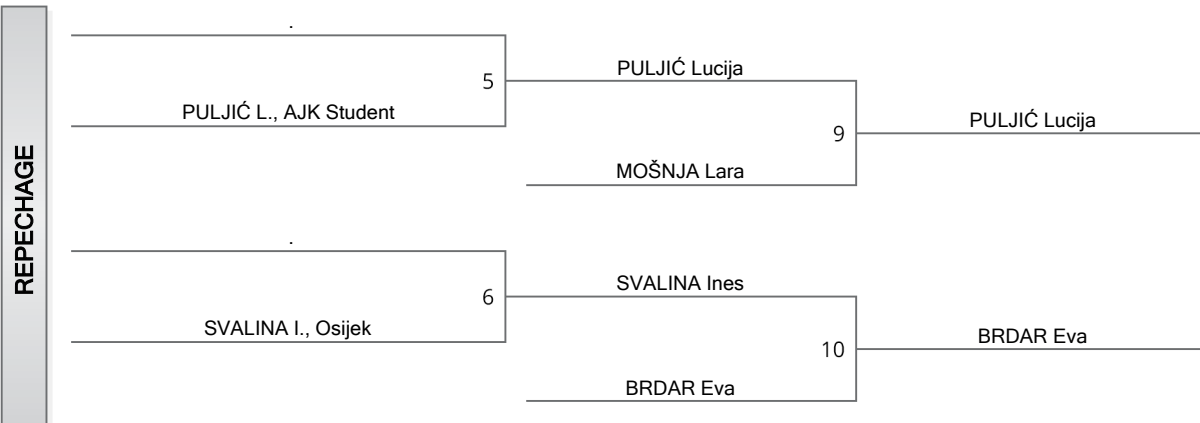 REPECHAGE
.
5
PULJIĆ L., AJK Student
PULJIĆ Lucija
9
PULJIĆ Lucija
MOŠNJA Lara
.
6
SVALINA I., Osijek
SVALINA Ines
10
BRDAR Eva
BRDAR Eva